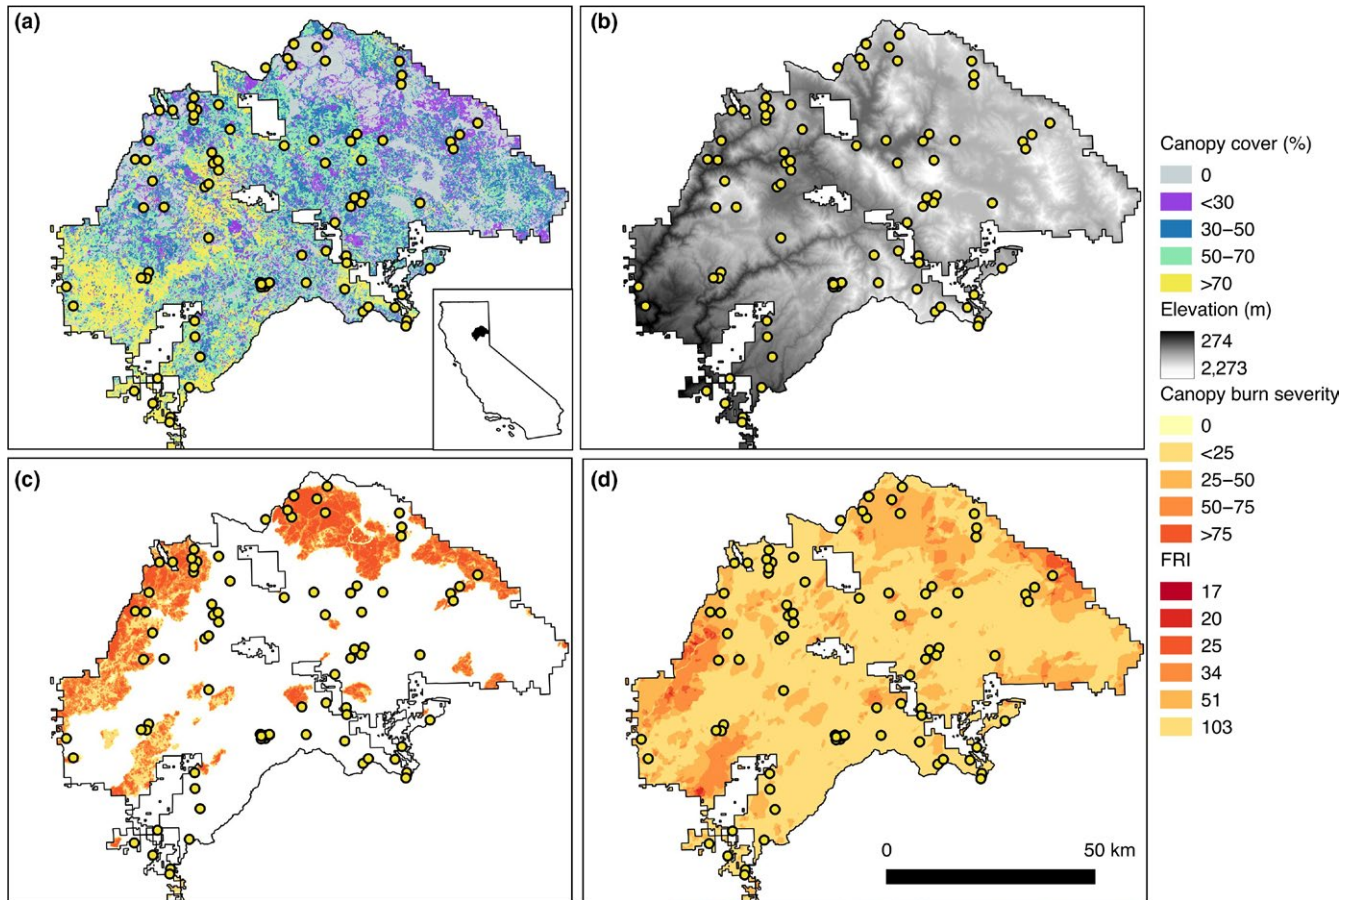 (a)
(b)
Canopy cover (%)
0
<30
30–50
50–70
>70
Elevation (m)
274
2,273
Canopy burn severity
0
<25
25–50
50–75
>75
FRI
17
20
25
34
51
103
(c)
(d)
0 50 km